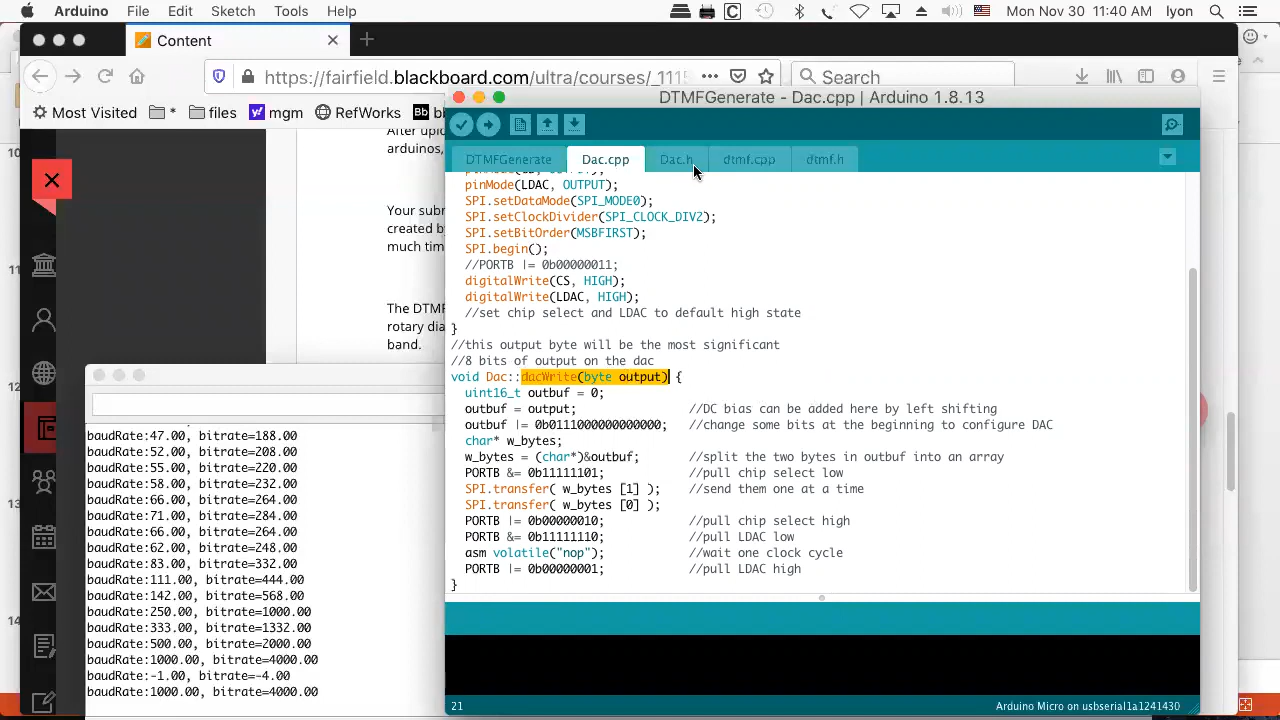 Arduino File Edit Sketch Tools Help Mon Nov 30 11:40 AM lyon
Content
https://fairfield.blackboard.com/ultra/courses/_1115
Search
Most Visited * files mgm RefWorks Bb
After uplo
arduinos,
Your subr
created by
much tim
The DTMF
rotary dia
band.
10
11
12
13
14
baudRate:47.00, bitrate=188.00
baudRate:52.00, bitrate=208.00
baudRate:55.00, bitrate=220.00
baudRate:58.00, bitrate=232.00
baudRate:66.00, bitrate=264.00
baudRate:71.00, bitrate=284.00
baudRate:66.00, bitrate=264.00
baudRate:62.00, bitrate=248.00
baudRate:83.00, bitrate=332.00
baudRate:111.00, bitrate=444.00
baudRate:142.00, bitrate=568.00
baudRate:250.00, bitrate=1000.00
baudRate:333.00, bitrate=1332.00
baudRate:500.00, bitrate=2000.00
baudRate:1000.00, bitrate=4000.00
baudRate:-1.00, bitrate=-4.00
baudRate:1000.00, bitrate=4000.00
DTMFGenerate - Dac.cpp | Arduino 1.8.13
DTMFGenerate Dac.cpp Dac.h dtmf.cpp dtmf.h
pinMode(LDAC, OUTPUT);
SPI.setDataMode(SPI_MODE0);
SPI.setClockDivider(SPI_CLOCK_DIV2);
SPI.setBitOrder(MSBFIRST);
SPI.begin();
//PORTB |= 0b00000011;
digitalWrite(CS, HIGH);
digitalWrite(LDAC, HIGH);
//set chip select and LDAC to default high state
}
//this output byte will be the most significant
//8 bits of output on the dac
void Dac::dacWrite(byte output) {
uint16_t outbuf = 0;
outbuf = output; //DC bias can be added here by left shifting
outbuf |= 0b0111000000000000; //change some bits at the beginning to configure DAC
char* w_bytes;
w_bytes = (char*)&outbuf; //split the two bytes in outbuf into an array
PORTB &= 0b11111101; //pull chip select low
SPI.transfer( w_bytes [1] ); //send them one at a time
SPI.transfer( w_bytes [0] );
PORTB |= 0b00000010; //pull chip select high
PORTB &= 0b11111110; //pull LDAC low
asm volatile("nop"); //wait one clock cycle
PORTB |= 0b00000001; //pull LDAC high
}
21 Arduino Micro on usbserial1a1241430